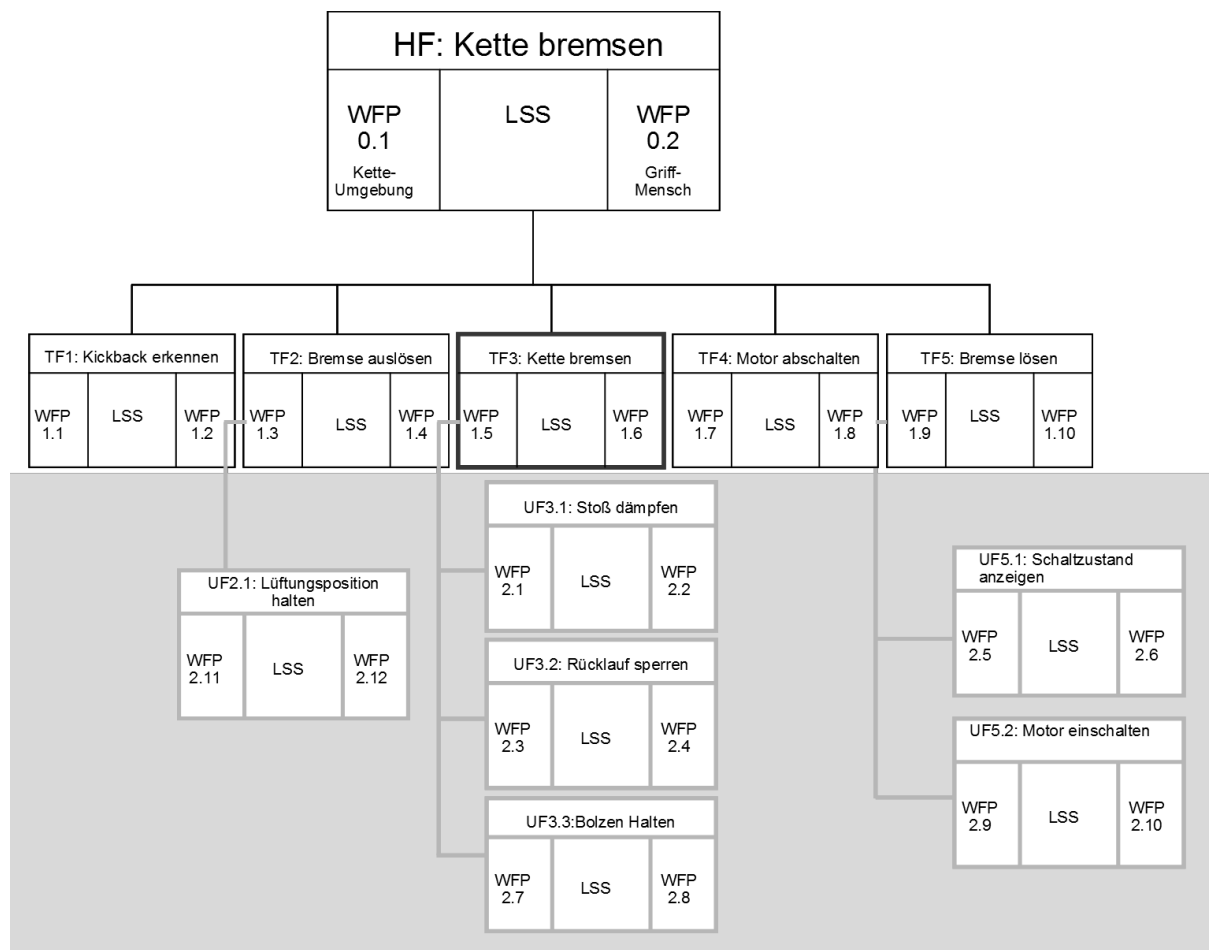 HF: Kette bremsen
WFP
0.1
Kette-
Umgebung
LSS
WFP
0.2
Griff-
Mensch
TF1: Kickback erkennen
WFP
1.1
LSS
WFP
1.2
TF2: Bremse auslösen
WFP
1.3
LSS
WFP
1.4
TF3: Kette bremsen
WFP
1.5
LSS
WFP
1.6
TF4: Motor abschalten
WFP
1.7
LSS
WFP
1.8
TF5: Bremse lösen
WFP
1.9
LSS
WFP
1.10
UF2.1: Lüftungsposition
halten
WFP
2.11
LSS
WFP
2.12
UF3.1: Stoß dämpfen
WFP
2.1
LSS
WFP
2.2
UF3.2: Rücklauf sperren
WFP
2.3
LSS
WFP
2.4
UF3.3:Bolzen Halten
WFP
2.7
LSS
WFP
2.8
UF5.1: Schaltzustand
anzeigen
WFP
2.5
LSS
WFP
2.6
UF5.2: Motor einschalten
WFP
2.9
LSS
WFP
2.10